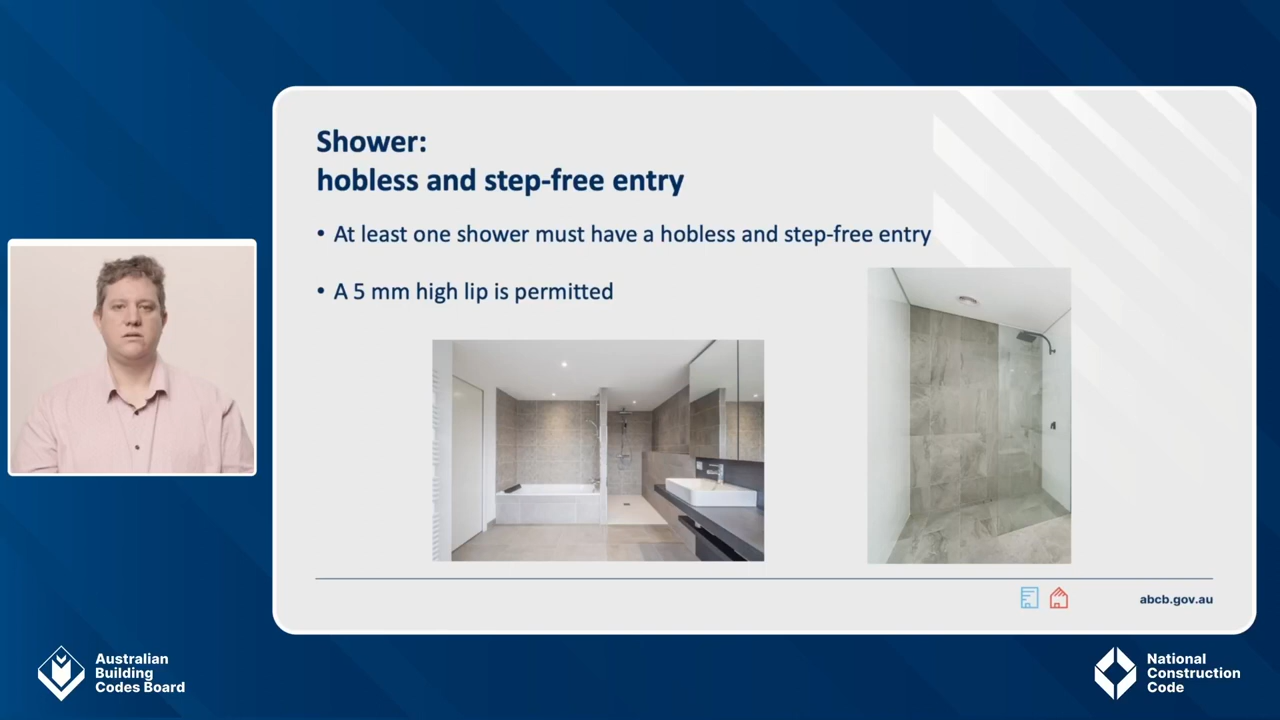 Shower:
hobless and step-free entry
• At least one shower must have a hobless and step-free entry
• A 5 mm high lip is permitted
abcb.gov.au
Australian
Building
Codes Board
National
Construction
Code